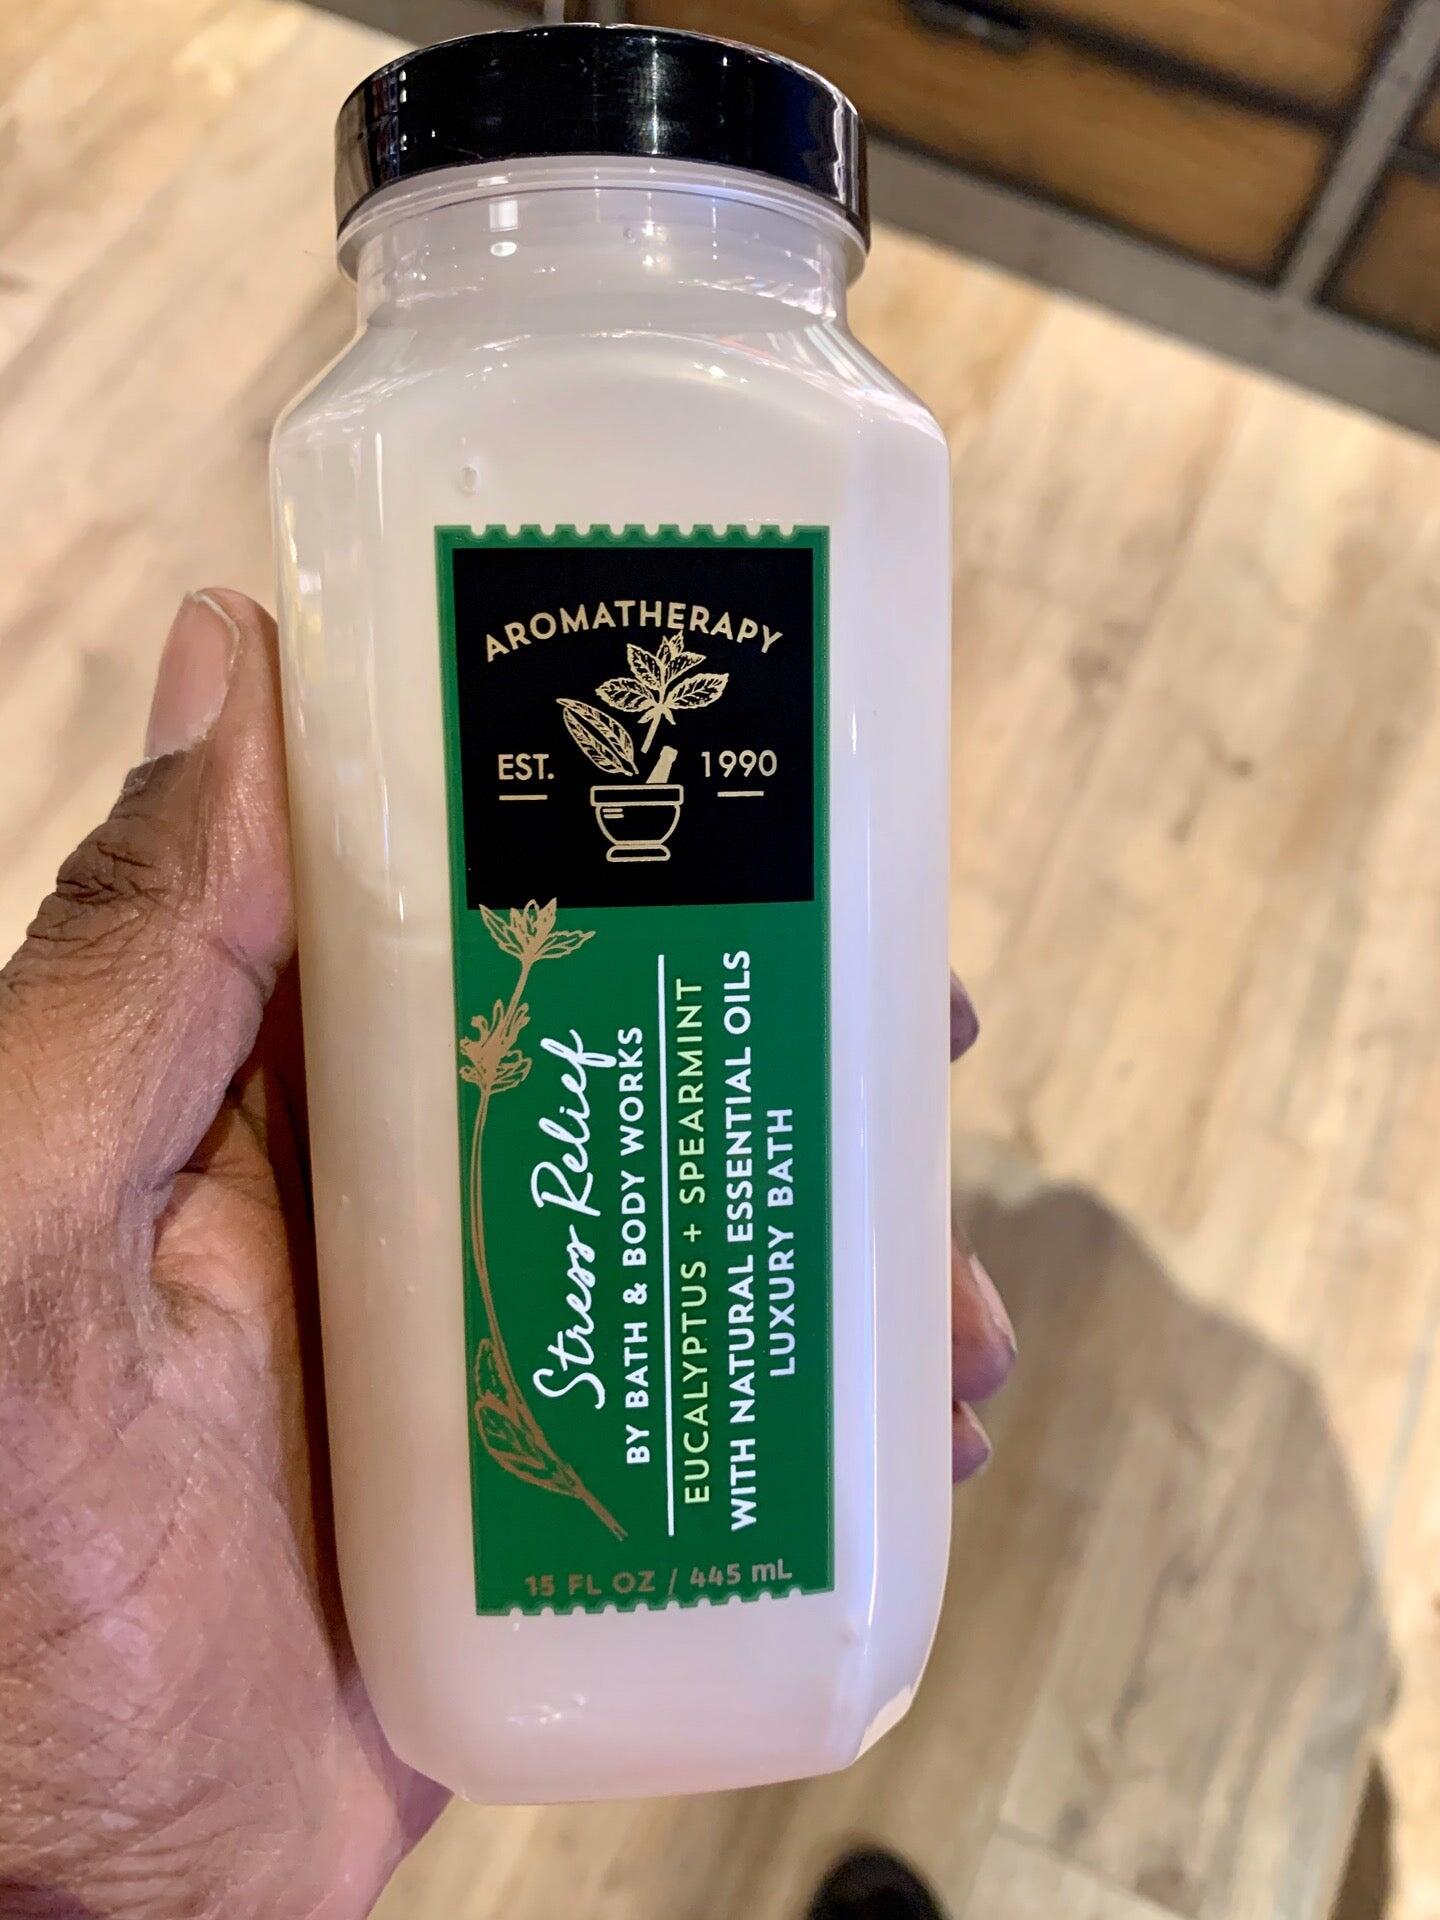 AROMATHERAPY
EST. 1990
Stress Relief
BY BATH & BODY WORKS
EUCALYPTUS + SPEARMINT
WITH NATURAL ESSENTIAL OILS
LUXURY BATH
15 FL OZ / 445 mL